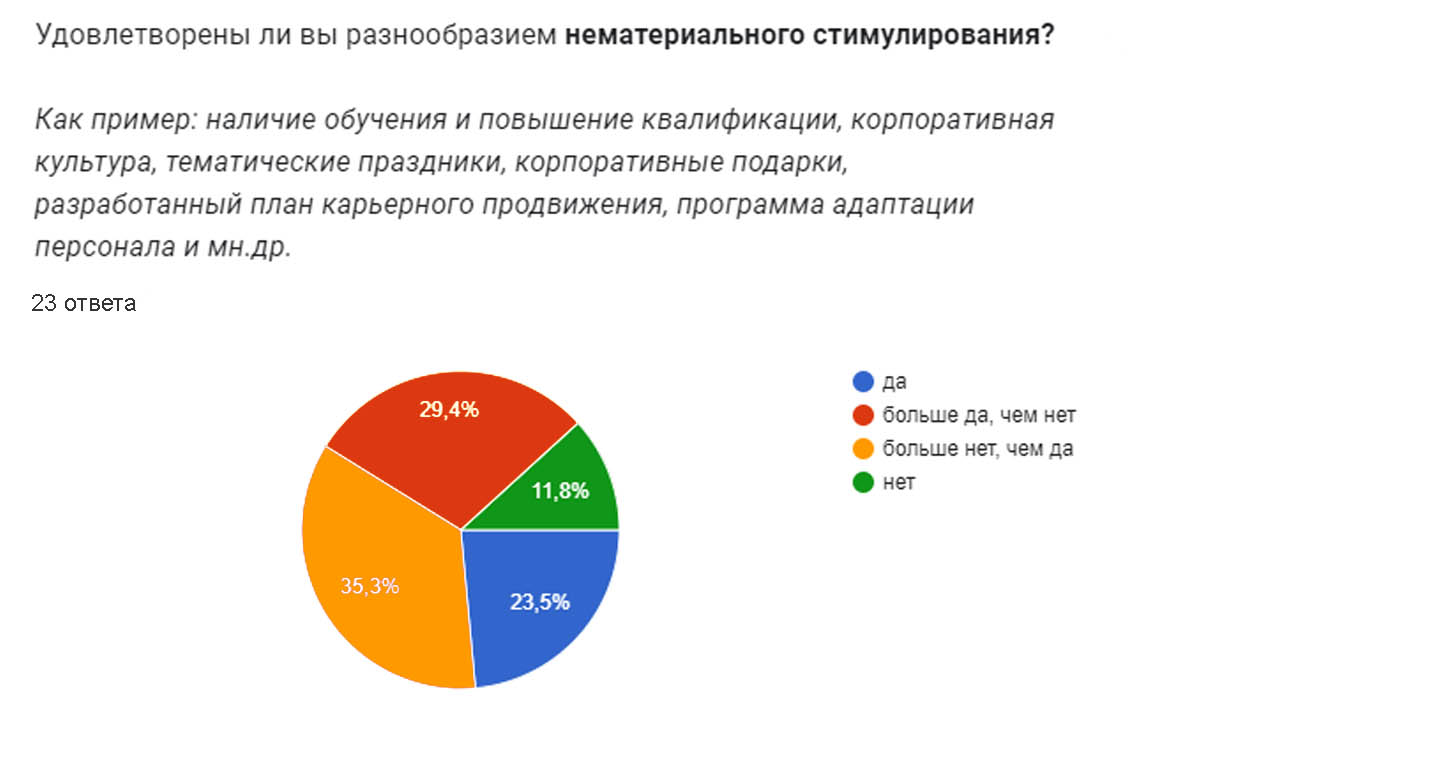 Удовлетворены ли вы разнообразием нематериального стимулирования?
Как пример: наличие обучения и повышение квалификации, корпоративная
культура, тематические праздники, корпоративные подарки,
разработанный план карьерного продвижения, программа адаптации
персонала и мн.др.
23 ответа
29,4%
11,8%
35,3%
23,5%
да
больше да, чем нет
больше нет, чем да
нет